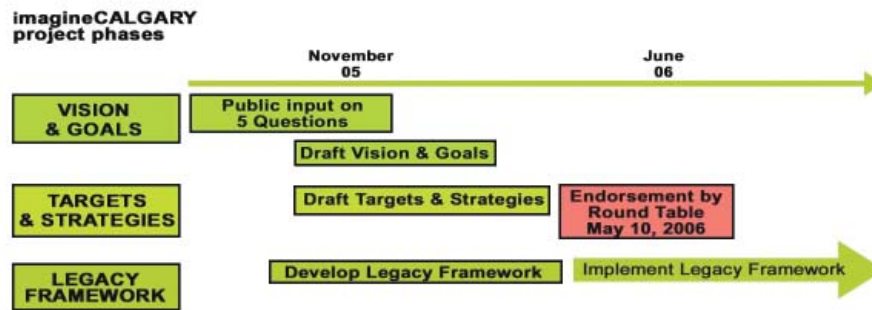 imagineCALGARY
project phases
November
05
June
06
VISION
& GOALS
Public input on
5 Questions
Draft Vision & Goals
TARGETS
& STRATEGIES
Draft Targets & Strategies
Endorsement by
Round Table
May 10, 2006
LEGACY
FRAMEWORK
Develop Legacy Framework
Implement Legacy Framework